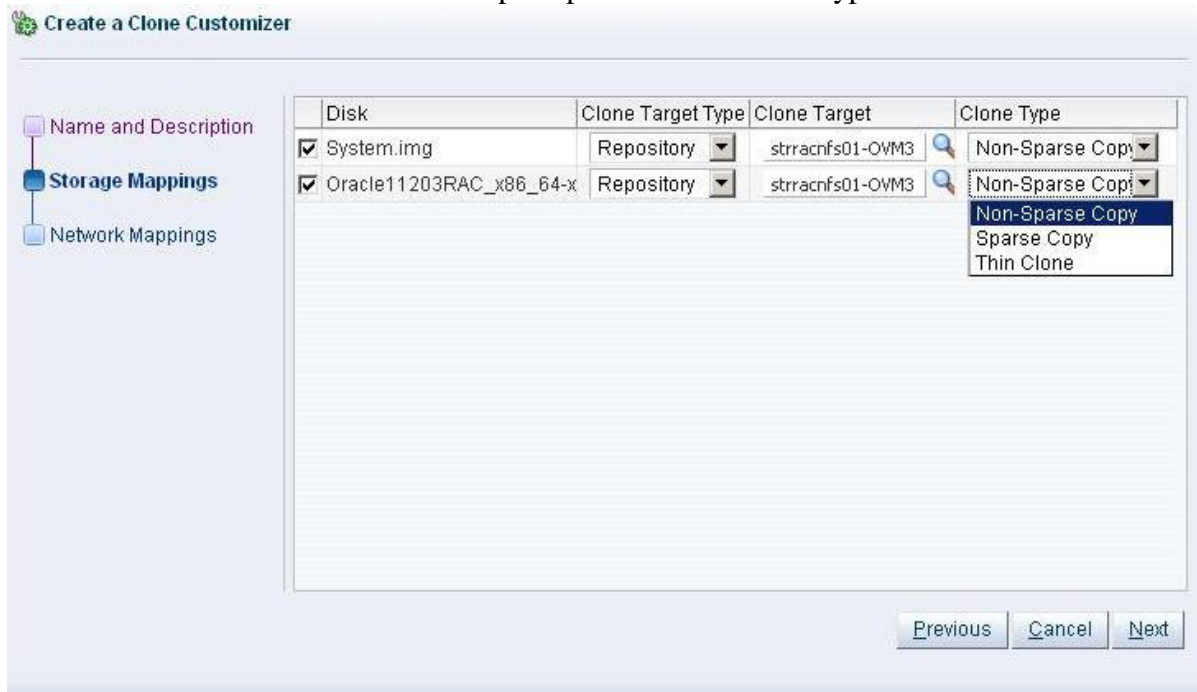 Create a Clone Customizer
Name and Description
Storage Mappings
Network Mappings
Disk Clone Target Type Clone Target Clone Type
System.img Repository strracnfs01-OVM3 Non-Sparse Copy
Oracle11203RAC_x86_64-x Repository strracnfs01-OVM3 Non-Sparse Copy
Non-Sparse Copy
Sparse Copy
Thin Clone
Previous Cancel Next